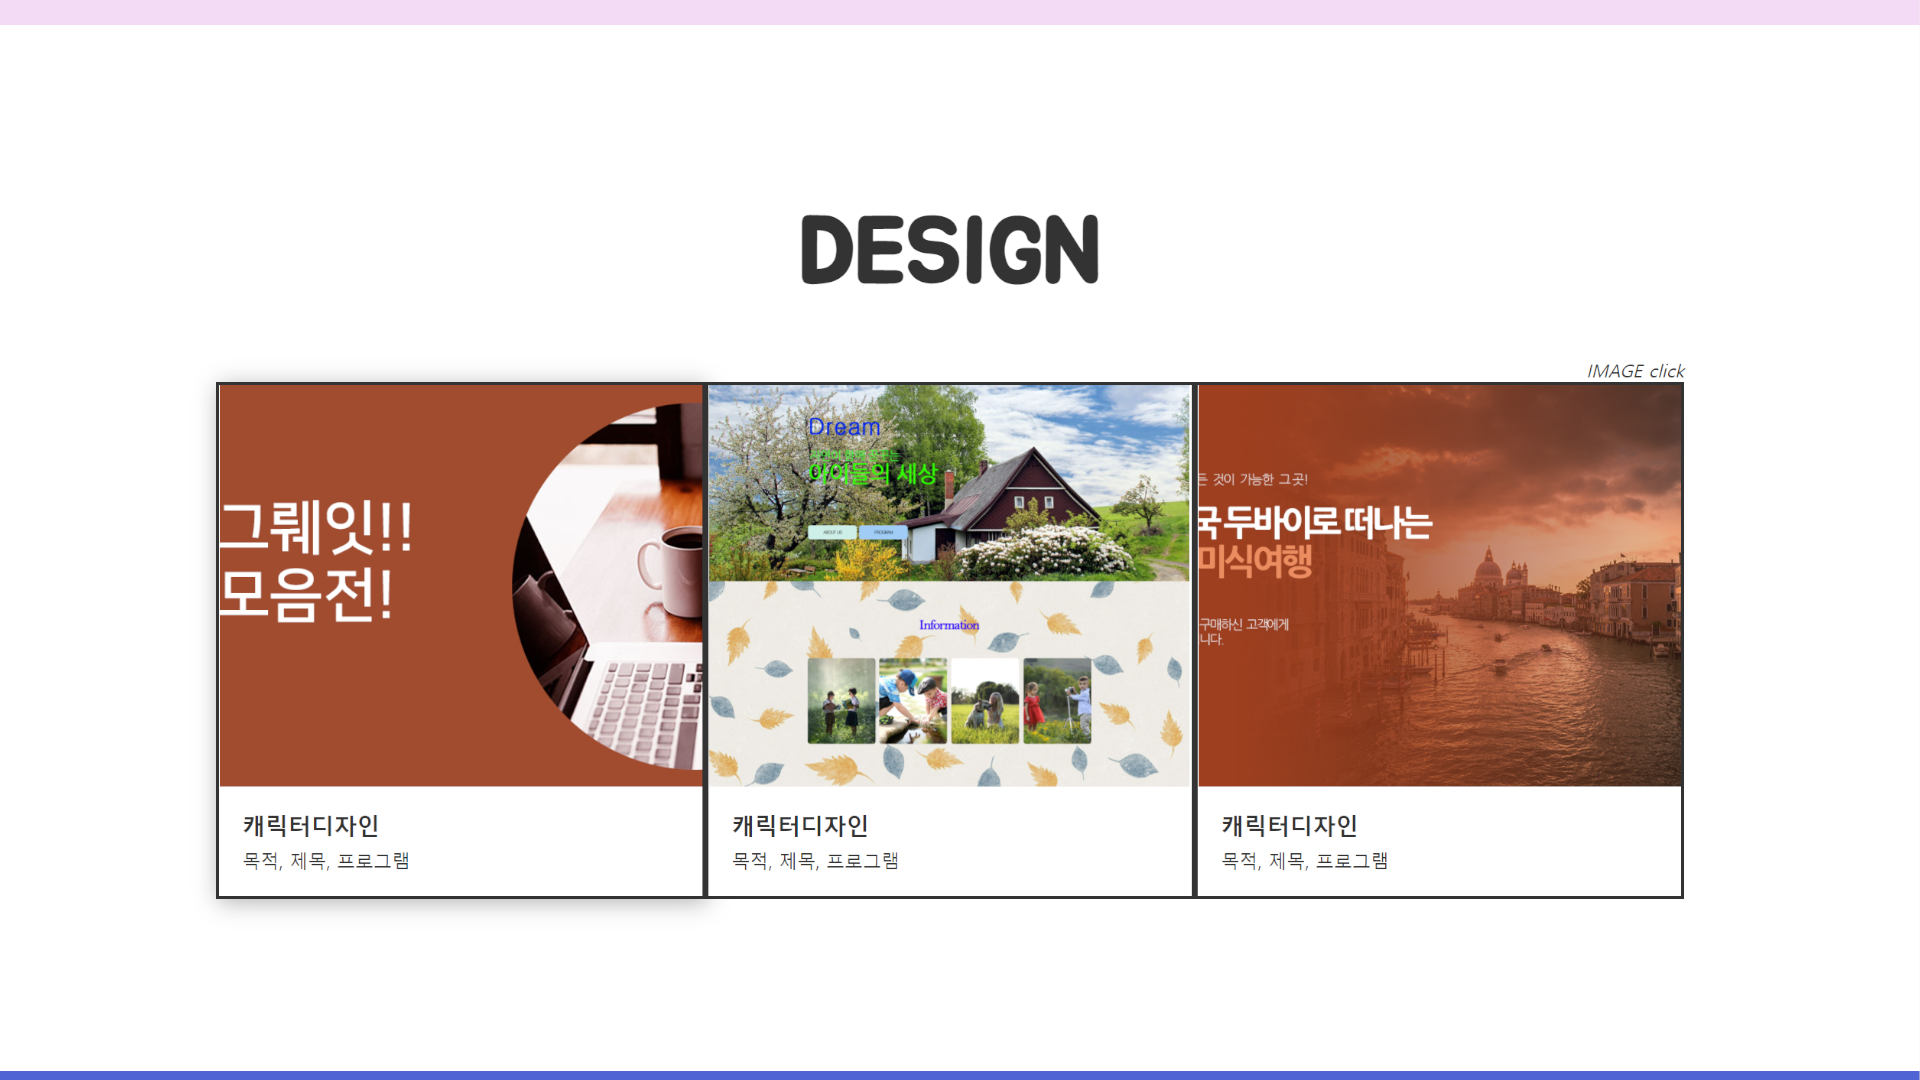 DESIGN
IMAGE click
그뤠잇!!
모음전!
Dream
아이들의 세상
ABOUT US
PROGRAM
Information
든 것이 가능한 그곳!
국 두바이로 떠나는
미식여행
구매하신 고객에게
니다.
캐릭터디자인
목적, 제목, 프로그램
캐릭터디자인
목적, 제목, 프로그램
캐릭터디자인
목적, 제목, 프로그램